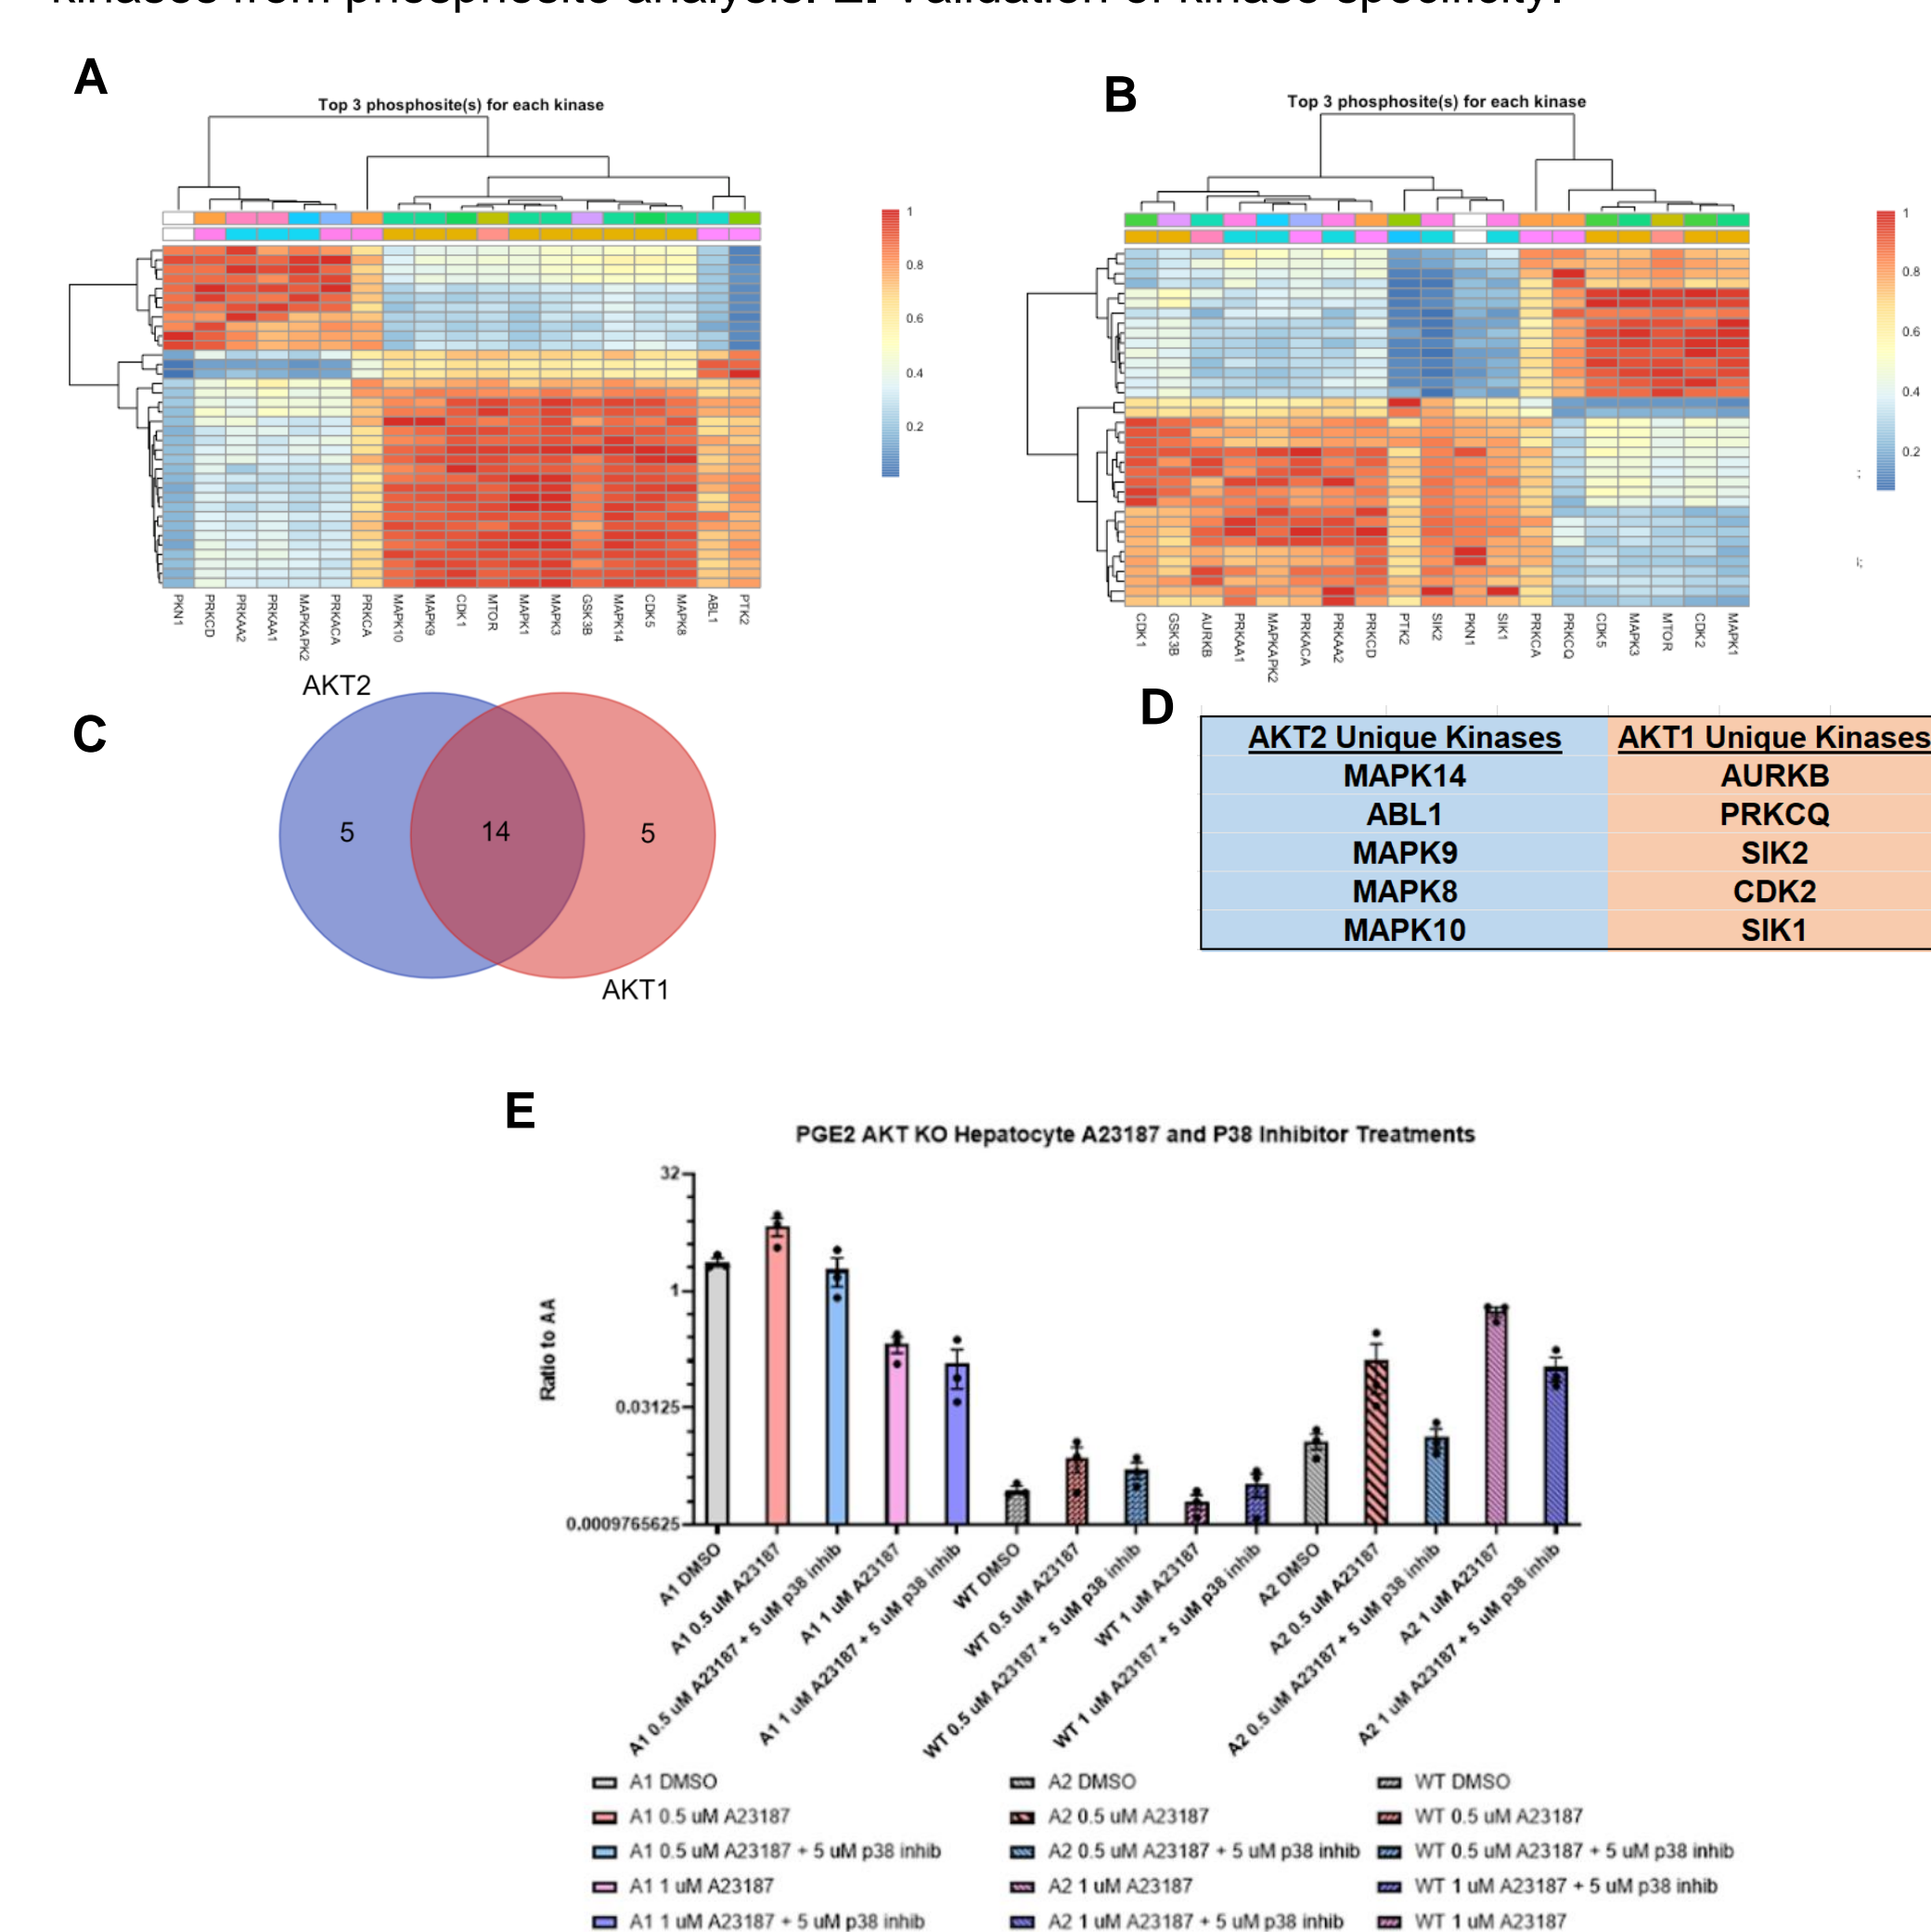 kinases from phosphosite analysis. E. Validation of kinase specificity.
A
Top 3 phosphosite(s) for each kinase
1
0.8
0.6
0.4
0.2
PKN1
PRKCD
PRKAA2
PRKAA1
MAPKAPK2
PRKACA
PRKCA
MAPK10
MAPK9
CDK1
MTOR
MAPK1
MAPK3
GSK3B
MAPK14
CDK5
MAPK8
ABL1
PTK2
B
Top 3 phosphosite(s) for each kinase
1
0.8
0.6
0.4
0.2
CDK1
GSK3B
AURKB
PRKAA1
MAPKAPK2
PRKACA
PRKAA2
PRKCD
PTK2
SIK2
PKN1
SIK1
PRKCA
PRKCQ
CDK5
MAPK3
MTOR
CDK2
MAPK1
C
AKT2
5
14
5
AKT1
D
AKT2 Unique Kinases AKT1 Unique Kinases
MAPK14 AURKB
ABL1 PRKCQ
MAPK9 SIK2
MAPK8 CDK2
MAPK10 SIK1
E
PGE2 AKT KO Hepatocyte A23187 and P38 Inhibitor Treatments
Ratio to AA
32
1
0.03125
0.0009765625
A1 DMSO
A1 0.5 uM A23187
A1 0.5 uM A23187 + 5 uM p38 inhib
A1 1 uM A23187
A1 1 uM A23187 + 5 uM p38 inhib
WT DMSO
WT 0.5 uM A23187
WT 0.5 uM A23187 + 5 uM p38 inhib
WT 1 uM A23187
WT 1 uM A23187 + 5 uM p38 inhib
A2 DMSO
A2 0.5 uM A23187
A2 0.5 uM A23187 + 5 uM p38 inhib
A2 1 uM A23187
A2 1 uM A23187 + 5 uM p38 inhib
A1 DMSO
A1 0.5 uM A23187
A1 0.5 uM A23187 + 5 uM p38 inhib
A1 1 uM A23187
A1 1 uM A23187 + 5 uM p38 inhib
A2 DMSO
A2 0.5 uM A23187
A2 0.5 uM A23187 + 5 uM p38 inhib
A2 1 uM A23187
A2 1 uM A23187 + 5 uM p38 inhib
WT DMSO
WT 0.5 uM A23187
WT 0.5 uM A23187 + 5 uM p38 inhib
WT 1 uM A23187 + 5 uM p38 inhib
WT 1 uM A23187